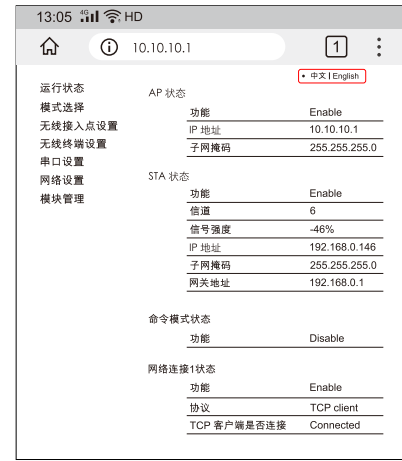 13:05 4G HD
10.10.10.1 1
• 中文 | English
运行状态
模式选择
无线接入点设置
无线终端设置
串口设置
网络设置
模块管理
AP 状态
功能 Enable
IP 地址 10.10.10.1
子网掩码 255.255.255.0
STA 状态
功能 Enable
信道 6
信号强度 -46%
IP 地址 192.168.0.146
子网掩码 255.255.255.0
网关地址 192.168.0.1
命令模式状态
功能 Disable
网络连接1状态
功能 Enable
协议 TCP client
TCP 客户端是否连接 Connected